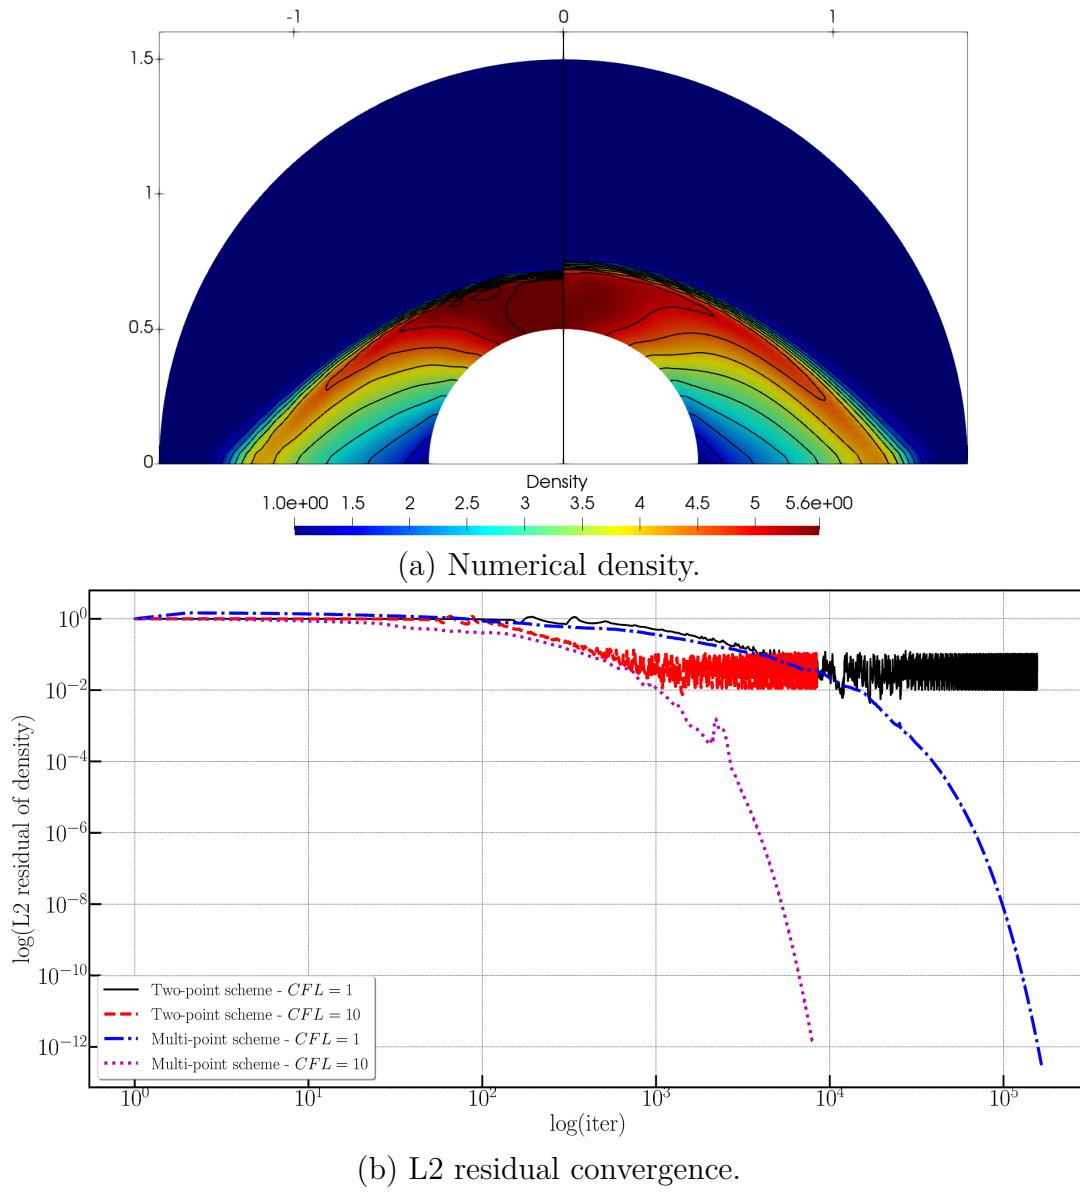 -1 0 1
1.5
1
0.5
0
Density
1.0e+00 1.5 2 2.5 3 3.5 4 4.5 5 5.6e+00
(a) Numerical density.
log(L2 residual of density)
10^0
10^-2
10^-4
10^-6
10^-8
10^-10
10^-12
Two-point scheme - CFL = 1
Two-point scheme - CFL = 10
Multi-point scheme - CFL = 1
Multi-point scheme - CFL = 10
10^0 10^1 10^2 10^3 10^4 10^5
log(iter)
(b) L2 residual convergence.